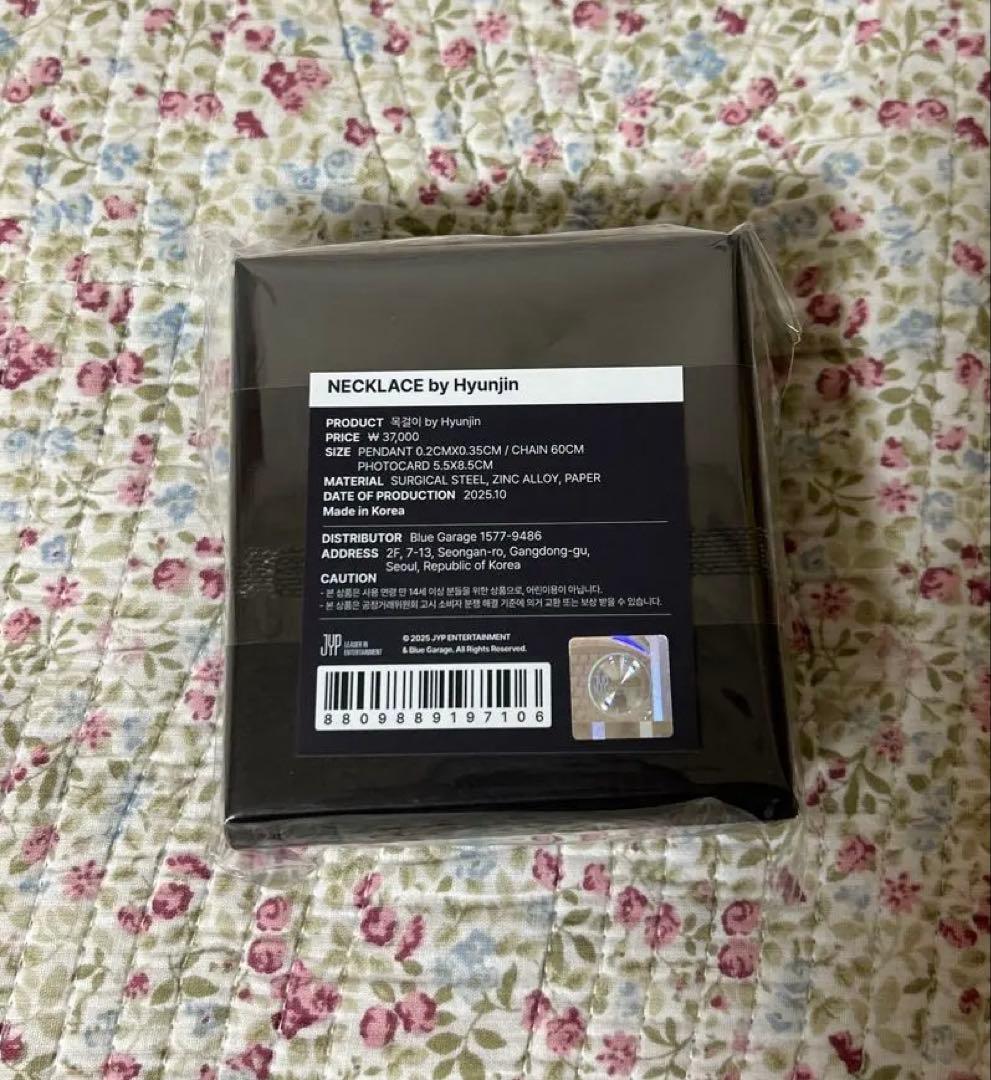 NECKLACE by Hyunjin
PRODUCT 목걸이 by Hyunjin
PRICE ₩ 37,000
SIZE PENDANT 0.2CMX0.35CM / CHAIN 60CM
PHOTOCARD 5.5X8.5CM
MATERIAL SURGICAL STEEL, ZINC ALLOY, PAPER
DATE OF PRODUCTION 2025.10
Made in Korea
DISTRIBUTOR Blue Garage 1577-9486
ADDRESS 2F, 7-13, Seongan-ro, Gangdong-gu,
Seoul, Republic of Korea
CAUTION
- 본 상품은 사용 연령 만 14세 이상 분들을 위한 상품으로, 어린이용이 아닙니다.
- 본 상품은 공정거래위원회 고시 소비자 분쟁 해결 기준에 의거 교환 또는 보상 받을 수 있습니다.
JYP LEADER IN
ENTERTAINMENT
© 2025 JYP ENTERTAINMENT
& Blue Garage. All Rights Reserved.
8809889197106
JYP